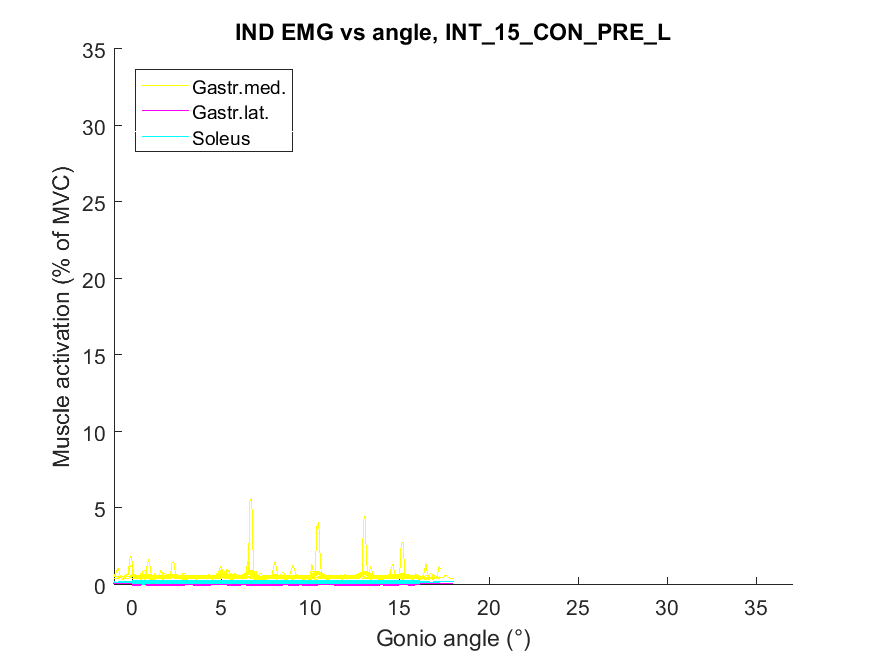 IND EMG vs angle, INT_15_CON_PRE_L
35
30
25
20
15
10
5
0
Muscle activation (% of MVC)
Gastr.med.
Gastr.lat.
Soleus
0 5 10 15 20 25 30 35
Gonio angle (°)